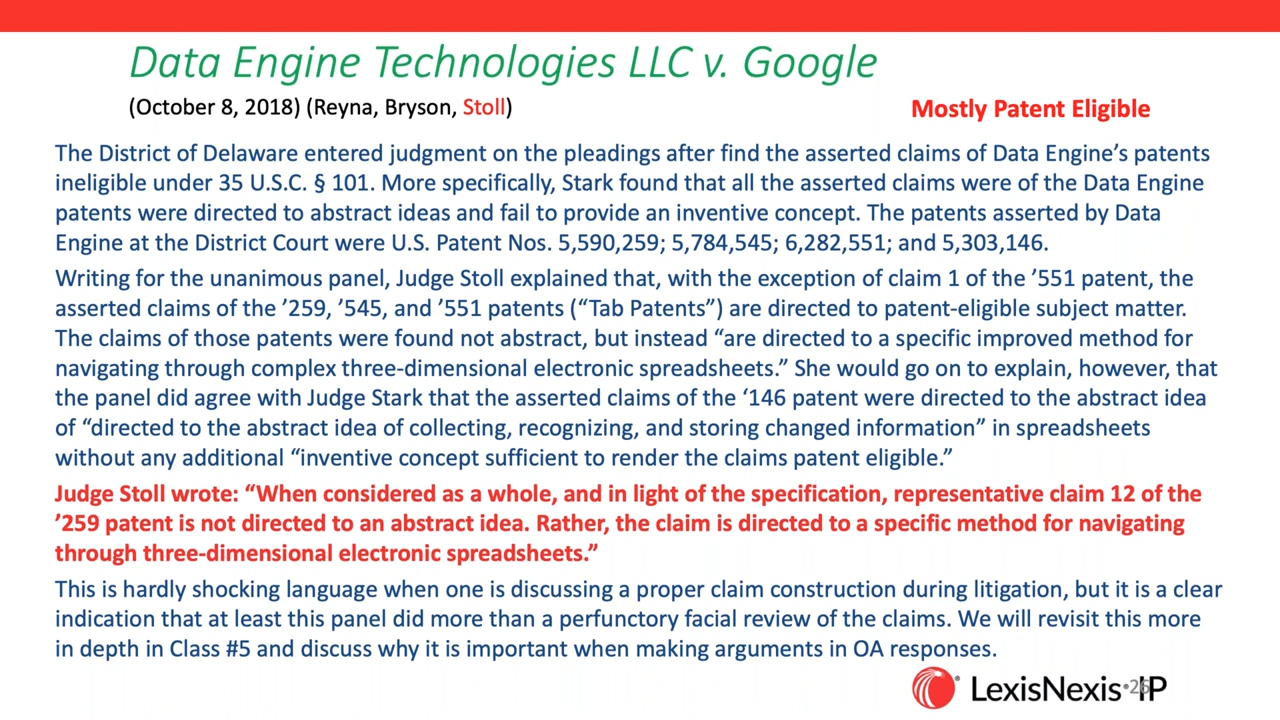 Data Engine Technologies LLC v. Google
(October 9, 2018) (Reyna, Bryson, Stoll)
Mostly Patent Eligible
The District of Delaware entered judgment on the pleadings after find the asserted claims of Data Engine’s patents
ineligible under 35 U.S.C. § 101. More specifically, Stark found that all the asserted claims were of the Data Engine
patents were directed to abstract ideas and fail to provide an inventive concept. The patents asserted by Data
Engine at the District Court were U.S. Patent Nos. 5,590,259; 5,784,545; 6,282,551; and 5,303,146.
Writing for the unanimous panel, Judge Stoll explained that, with the exception of claim 1 of the ’551 patent, the
asserted claims of the ’259, ’545, and ’551 patents (“Tab Patents”) are directed to patent-eligible subject matter.
The claims of those patents were found not abstract, but instead “are directed to a specific improved method for
navigating through complex three-dimensional electronic spreadsheets.” She would go on to explain, however, that
the panel did agree with Judge Stark that the asserted claims of the ‘146 patent were directed to the abstract idea
of “directed to the abstract idea of collecting, recognizing, and storing changed information” in spreadsheets
without any additional “inventive concept sufficient to render the claims patent eligible.”
Judge Stoll wrote: “When considered as a whole, and in light of the specification, representative claim 12 of the
’259 patent is not directed to an abstract idea. Rather, the claim is directed to a specific method for navigating
through three-dimensional electronic spreadsheets.”
This is hardly shocking language when one is discussing a proper claim construction during litigation, but it is a clear
indication that at least this panel did more than a perfunctory facial review of the claims. We will revisit this more
in depth in Class #5 and discuss why it is important when making arguments in OA responses.
LexisNexis IP
•26